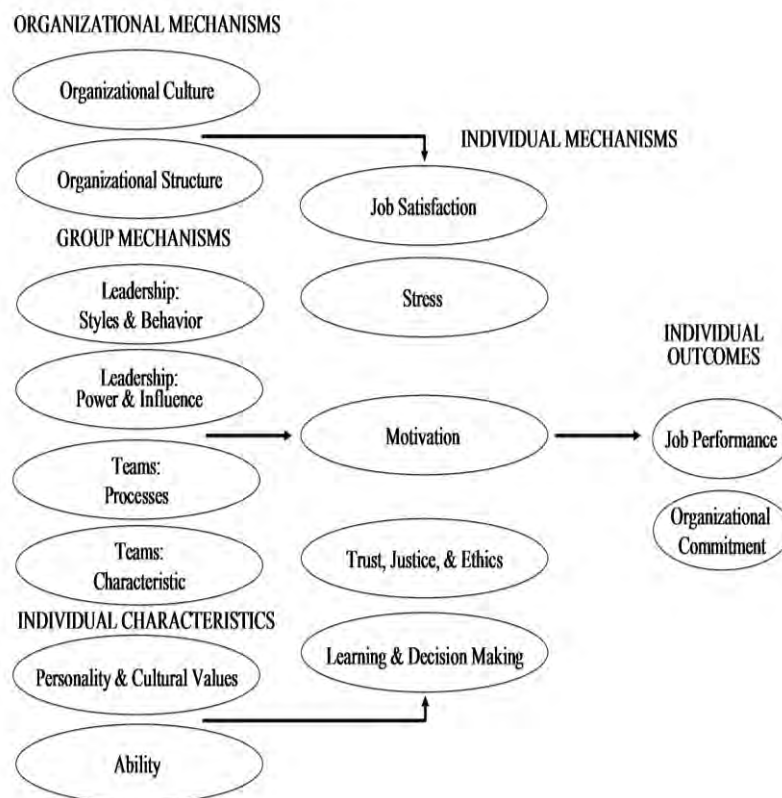 ORGANIZATIONAL MECHANISMS
Organizational Culture
Organizational Structure
GROUP MECHANISMS
Leadership:
Styles & Behavior
Leadership:
Power & Influence
Teams:
Processes
Teams:
Characteristic
INDIVIDUAL CHARACTERISTICS
Personality & Cultural Values
Ability
INDIVIDUAL MECHANISMS
Job Satisfaction
Stress
Motivation
Trust, Justice, & Ethics
Learning & Decision Making
INDIVIDUAL
OUTCOMES
Job Performance
Organizational
Commitment